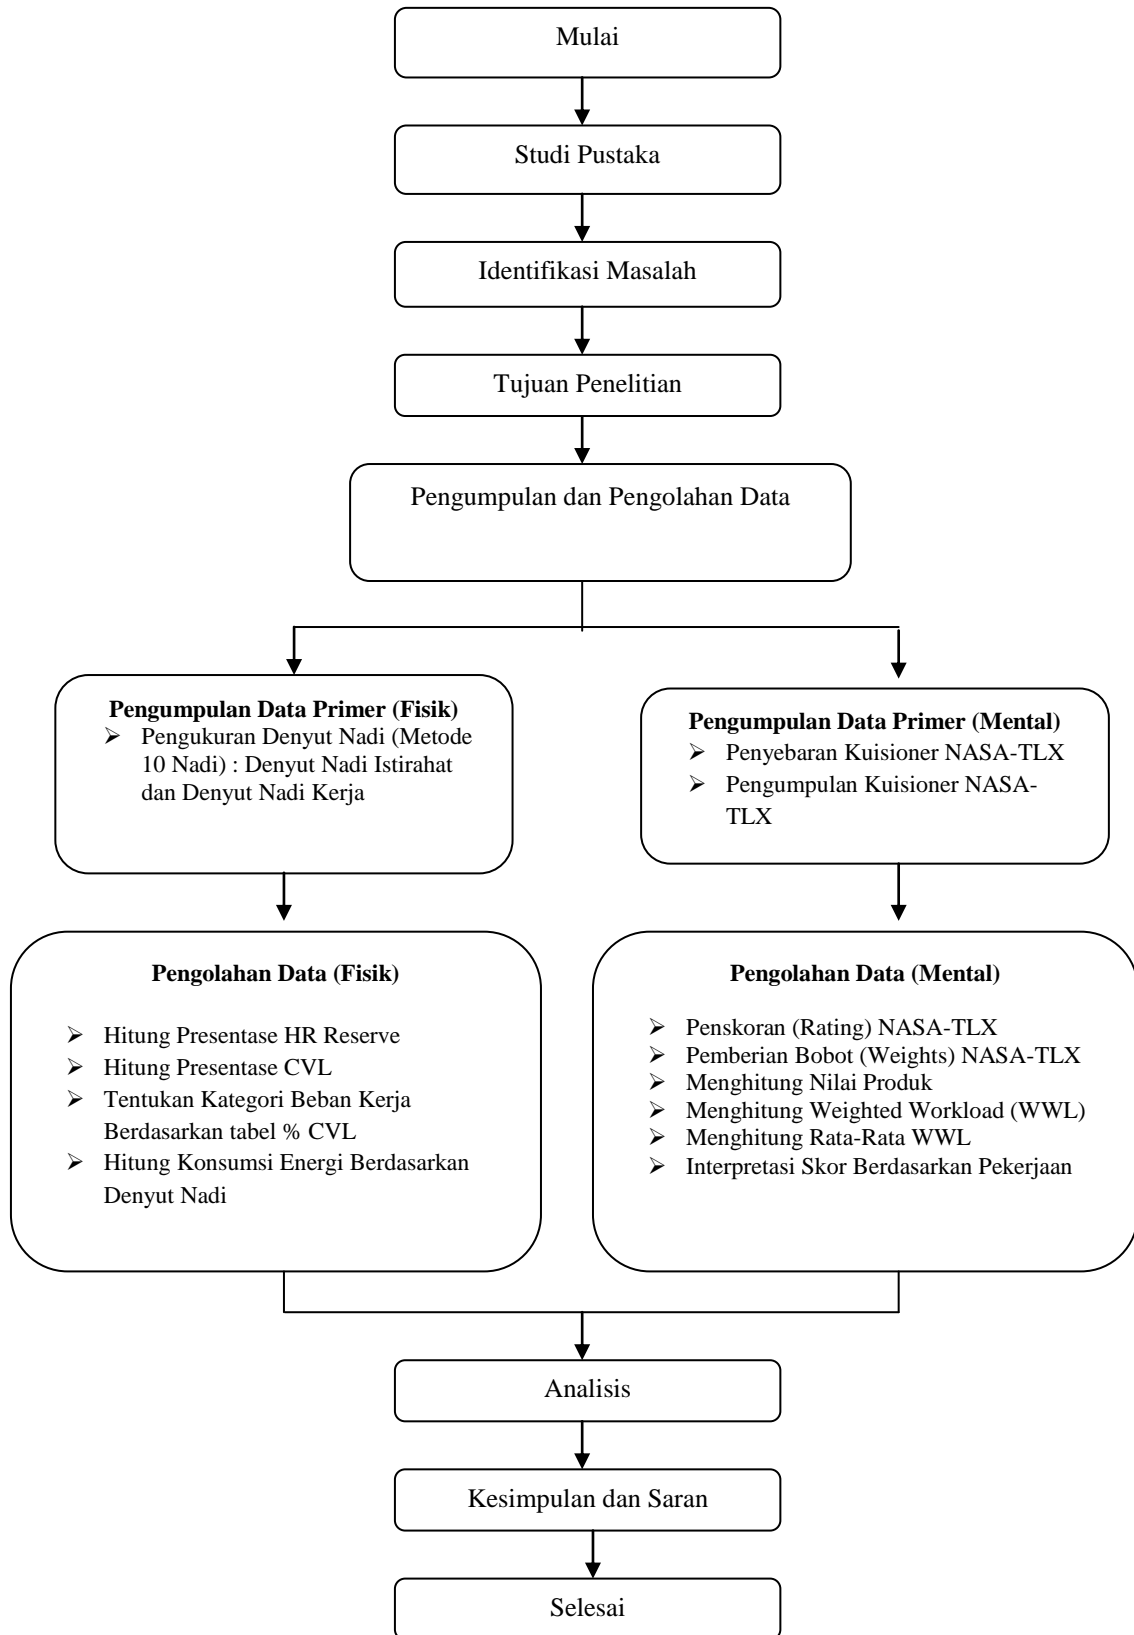 Mulai
Studi Pustaka
Identifikasi Masalah
Tujuan Penelitian
Pengumpulan dan Pengolahan Data
Pengumpulan Data Primer (Fisik)
➢ Pengukuran Denyut Nadi (Metode
10 Nadi) : Denyut Nadi Istirahat
dan Denyut Nadi Kerja
Pengumpulan Data Primer (Mental)
➢ Penyebaran Kuisioner NASA-TLX
➢ Pengumpulan Kuisioner NASA-
TLX
Pengolahan Data (Fisik)
➢ Hitung Presentase HR Reserve
➢ Hitung Presentase CVL
➢ Tentukan Kategori Beban Kerja
Berdasarkan tabel % CVL
➢ Hitung Konsumsi Energi Berdasarkan
Denyut Nadi
Pengolahan Data (Mental)
➢ Penskoran (Rating) NASA-TLX
➢ Pemberian Bobot (Weights) NASA-TLX
➢ Menghitung Nilai Produk
➢ Menghitung Weighted Workload (WWL)
➢ Menghitung Rata-Rata WWL
➢ Interpretasi Skor Berdasarkan Pekerjaan
Analisis
Kesimpulan dan Saran
Selesai